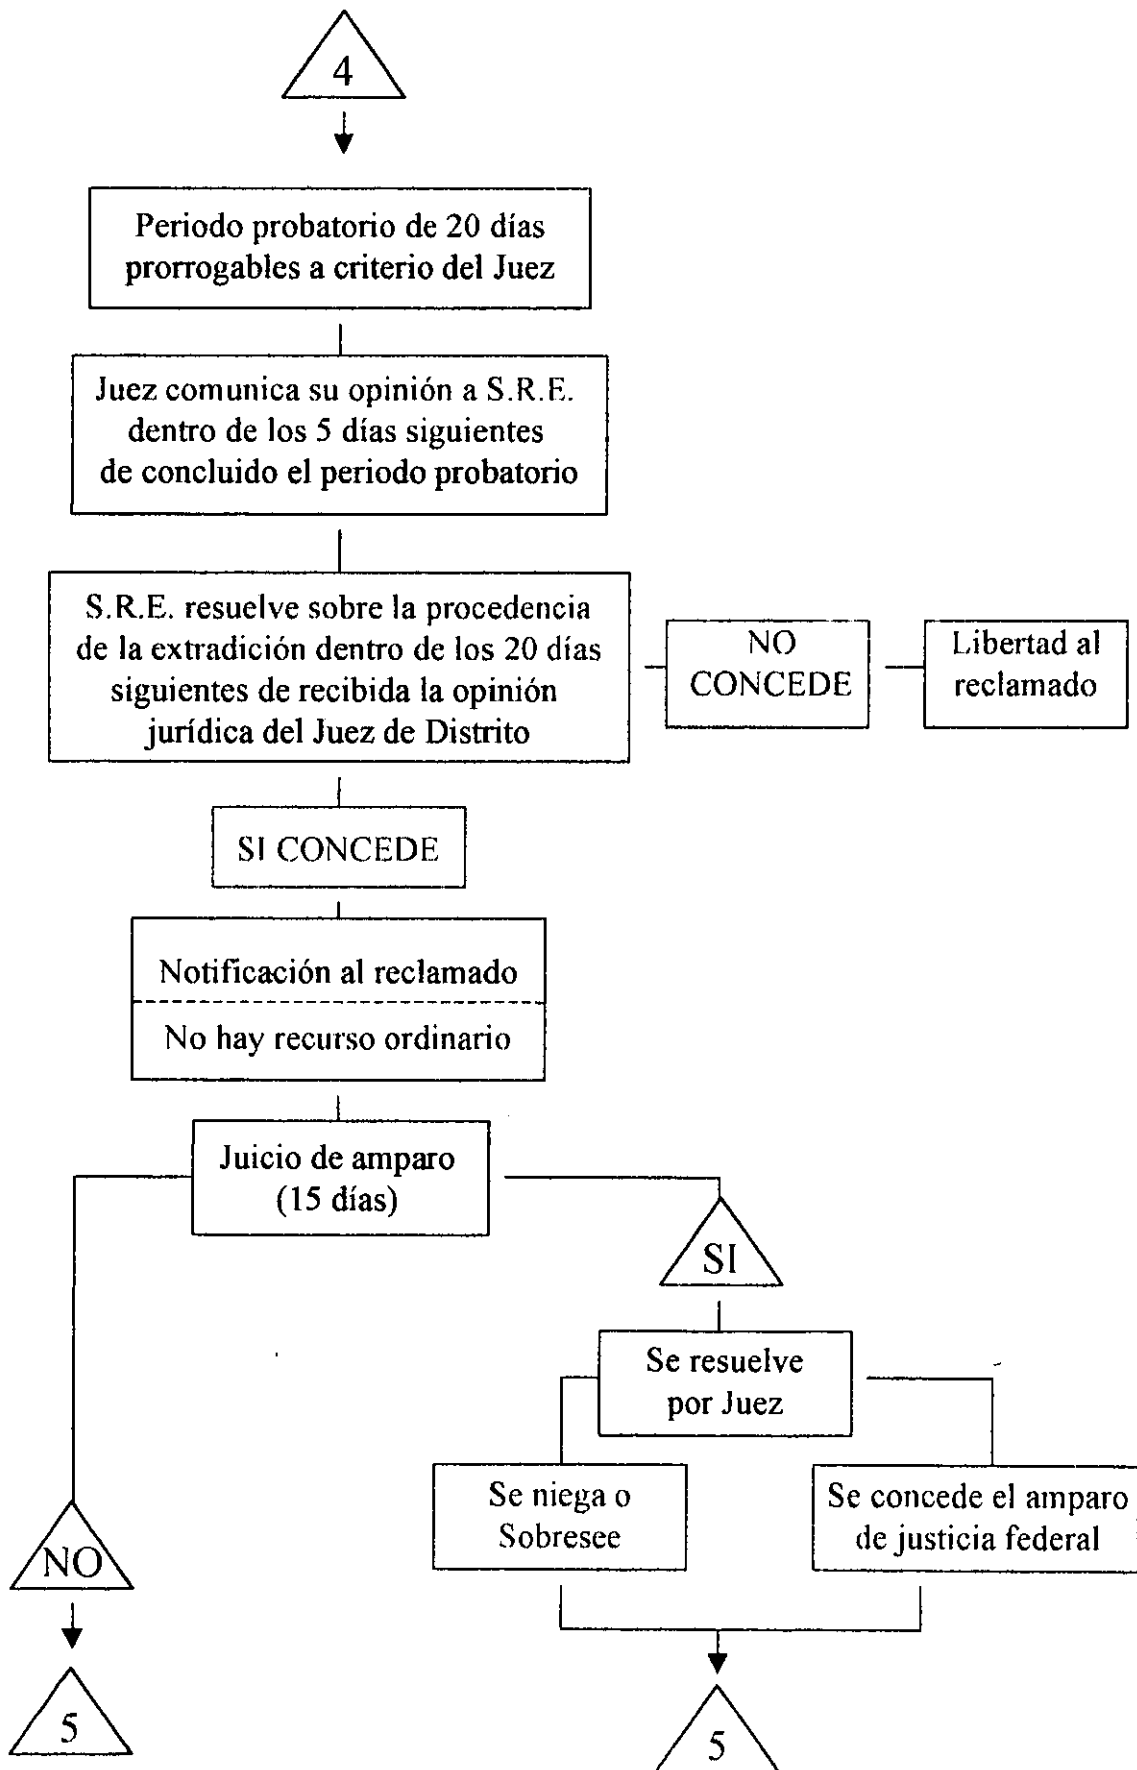 4
Periodo probatorio de 20 días
prorrogables a criterio del Juez
Juez comunica su opinión a S.R.E.
dentro de los 5 días siguientes
de concluido el periodo probatorio
S.R.E. resuelve sobre la procedencia
de la extradición dentro de los 20 días
siguientes de recibida la opinión
jurídica del Juez de Distrito
NO
CONCEDE
Libertad al
reclamado
SI CONCEDE
Notificación al reclamado
No hay recurso ordinario
Juicio de amparo
(15 días)
SI
Se resuelve
por Juez
Se niega o
Sobresee
Se concede el amparo
de justicia federal
NO
5
5